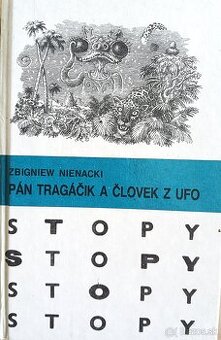 ZBIGNIEW NIENACKI
PÁN TRAGÁČIK A ČLOVEK Z UFO
STOPY
STOPY
STOPY
STOPY